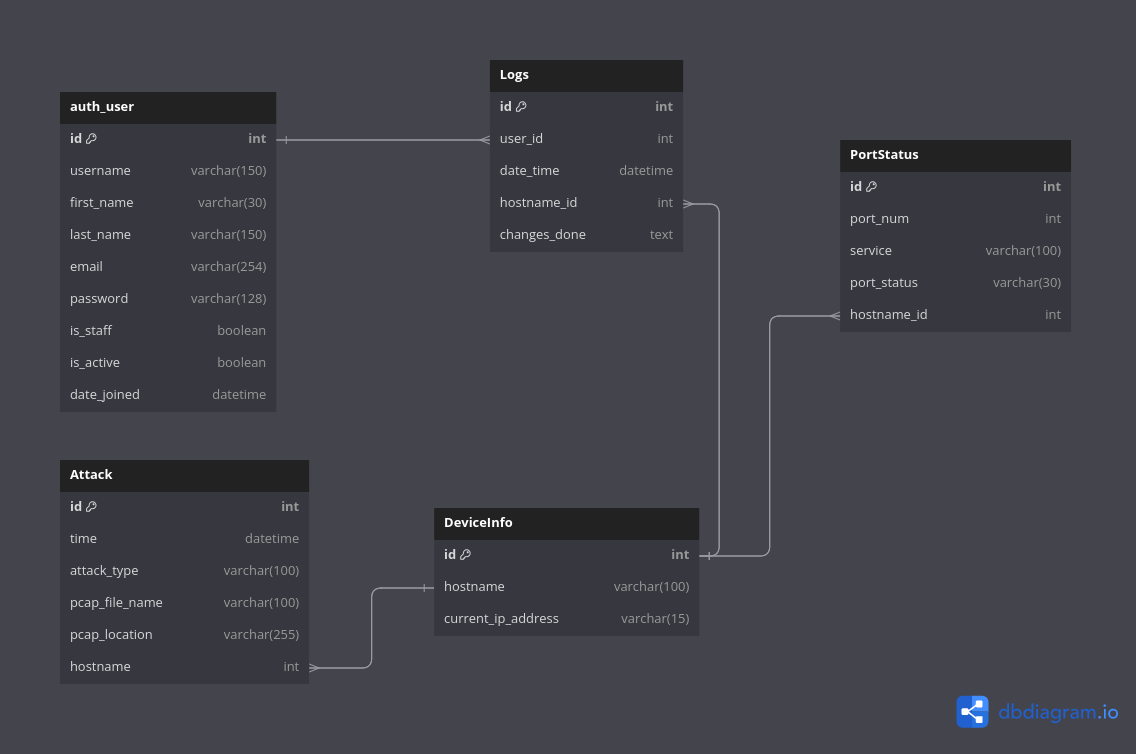 auth_user
id int
username varchar(150)
first_name varchar(30)
last_name varchar(150)
email varchar(254)
password varchar(128)
is_staff boolean
is_active boolean
date_joined datetime
Logs
id int
user_id int
date_time datetime
hostname_id int
changes_done text
PortStatus
id int
port_num int
service varchar(100)
port_status varchar(30)
hostname_id int
Attack
id int
time datetime
attack_type varchar(100)
pcap_file_name varchar(100)
pcap_location varchar(255)
hostname int
DeviceInfo
id int
hostname varchar(100)
current_ip_address varchar(15)
dbdiagram.io